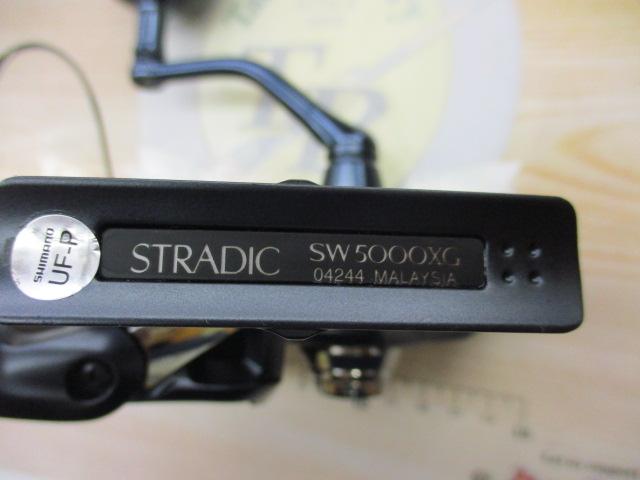 SHIMANO
UF-P
STRADIC SW5000XG
04244 MALAYSIA